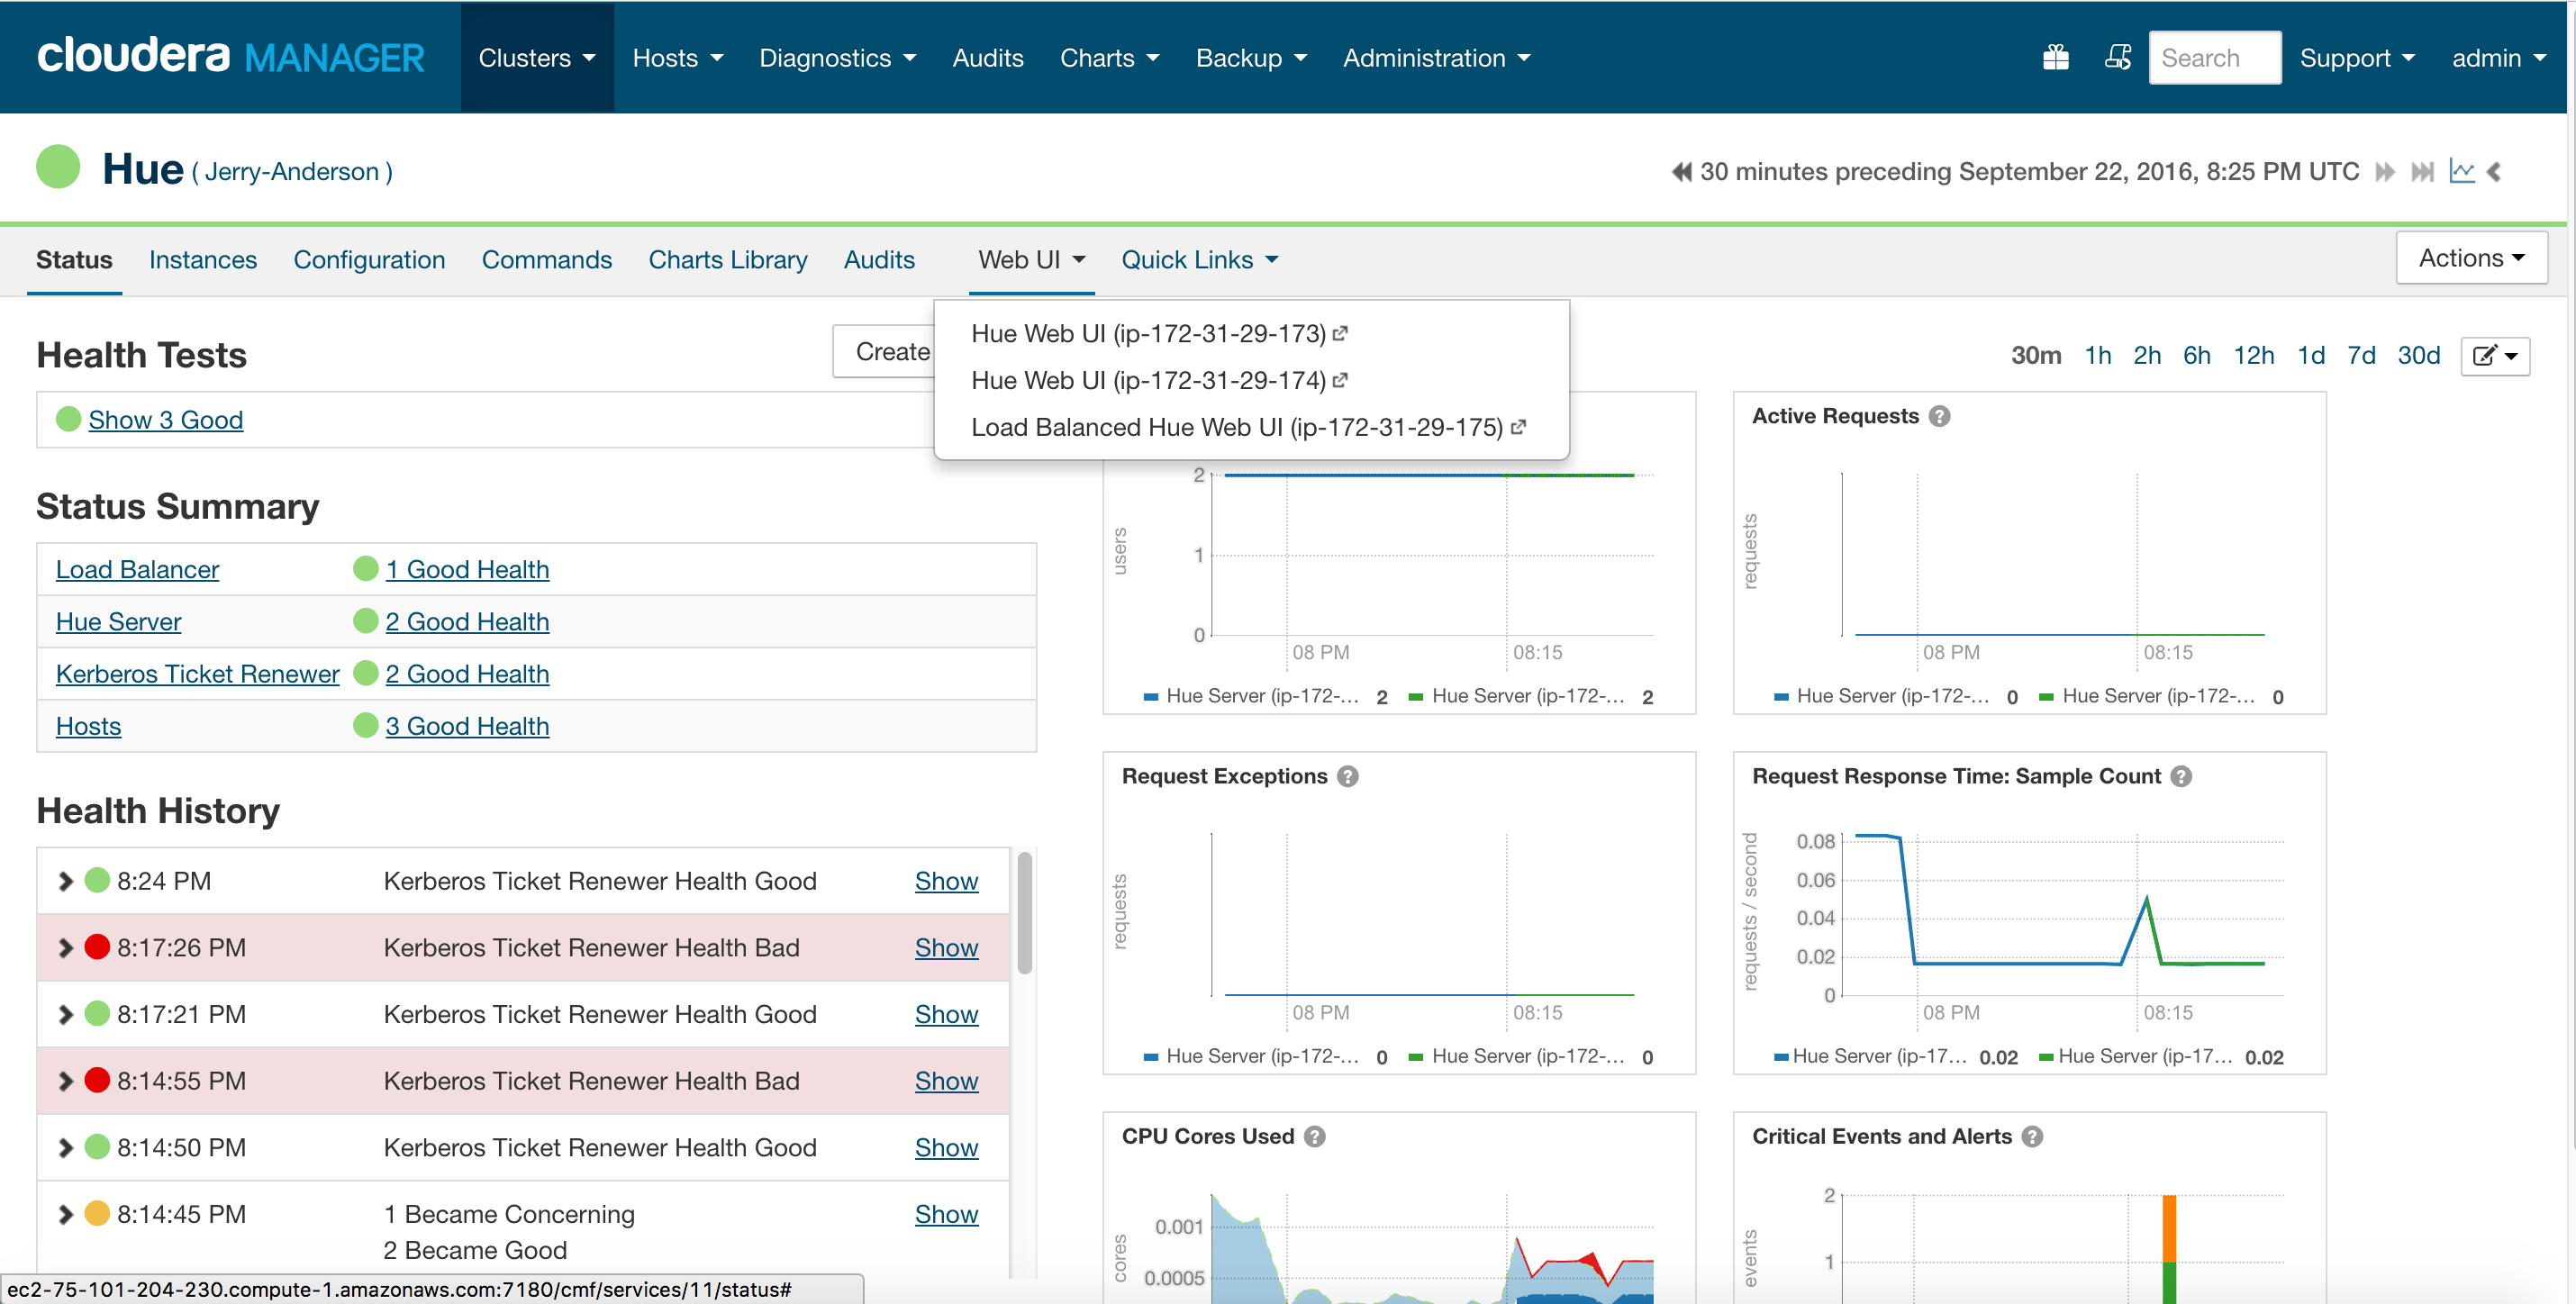 cloudera MANAGER
Clusters Hosts Diagnostics Audits Charts Backup Administration
Search
Support
admin
Hue ( Jerry-Anderson )
30 minutes preceding September 22, 2016, 8:25 PM UTC
Status Instances Configuration Commands Charts Library Audits Web UI Quick Links
Actions
Hue Web UI (ip-172-31-29-173)
Hue Web UI (ip-172-31-29-174)
Load Balanced Hue Web UI (ip-172-31-29-175)
Health Tests
Create
Show 3 Good
Status Summary
Load Balancer 1 Good Health
Hue Server 2 Good Health
Kerberos Ticket Renewer 2 Good Health
Hosts 3 Good Health
Health History
8:24 PM Kerberos Ticket Renewer Health Good Show
8:17:26 PM Kerberos Ticket Renewer Health Bad Show
8:17:21 PM Kerberos Ticket Renewer Health Good Show
8:14:55 PM Kerberos Ticket Renewer Health Bad Show
8:14:50 PM Kerberos Ticket Renewer Health Good Show
8:14:45 PM 1 Became Concerning Show
2 Became Good
30m 1h 2h 6h 12h 1d 7d 30d
users
2
1
0
08 PM 08:15
Hue Server (ip-172-... 2 Hue Server (ip-172-... 2
Active Requests ?
requests
08 PM 08:15
Hue Server (ip-172-... 0 Hue Server (ip-172-... 0
Request Exceptions ?
requests
08 PM 08:15
Hue Server (ip-172-... 0 Hue Server (ip-172-... 0
Request Response Time: Sample Count ?
requests / second
0.08
0.06
0.04
0.02
0
08 PM 08:15
Hue Server (ip-17... 0.02 Hue Server (ip-17... 0.02
CPU Cores Used ?
cores
0.001
0.0005
Critical Events and Alerts ?
events
2
1
ec2-75-101-204-230.compute-1.amazonaws.com:7180/cmf/services/11/status#